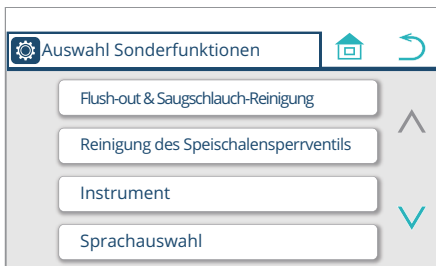 Auswahl Sonderfunktionen
Flush-out & Saugschlauch-Reinigung
Reinigung des Speischalensperrventils
Instrument
Sprachauswahl